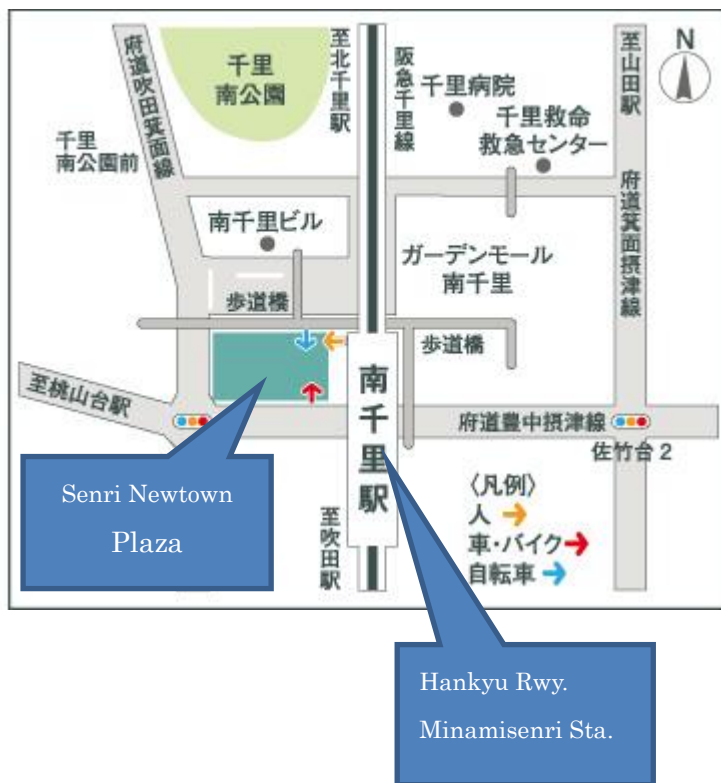 府道吹田箕面線
千里
南公園
至北千里駅
阪急千里線
千里病院
千里救命
救急センター
至山田駅
N
千里
南公園前
南千里ビル
ガーデンモール
南千里
府道箕面摂津線
歩道橋
歩道橋
至桃山台駅
南千里駅
府道豊中摂津線
佐竹台2
至吹田駅
〈凡例〉
人
車・バイク
自転車
Senri Newtown
Plaza
Hankyu Rwy.
Minamisenri Sta.